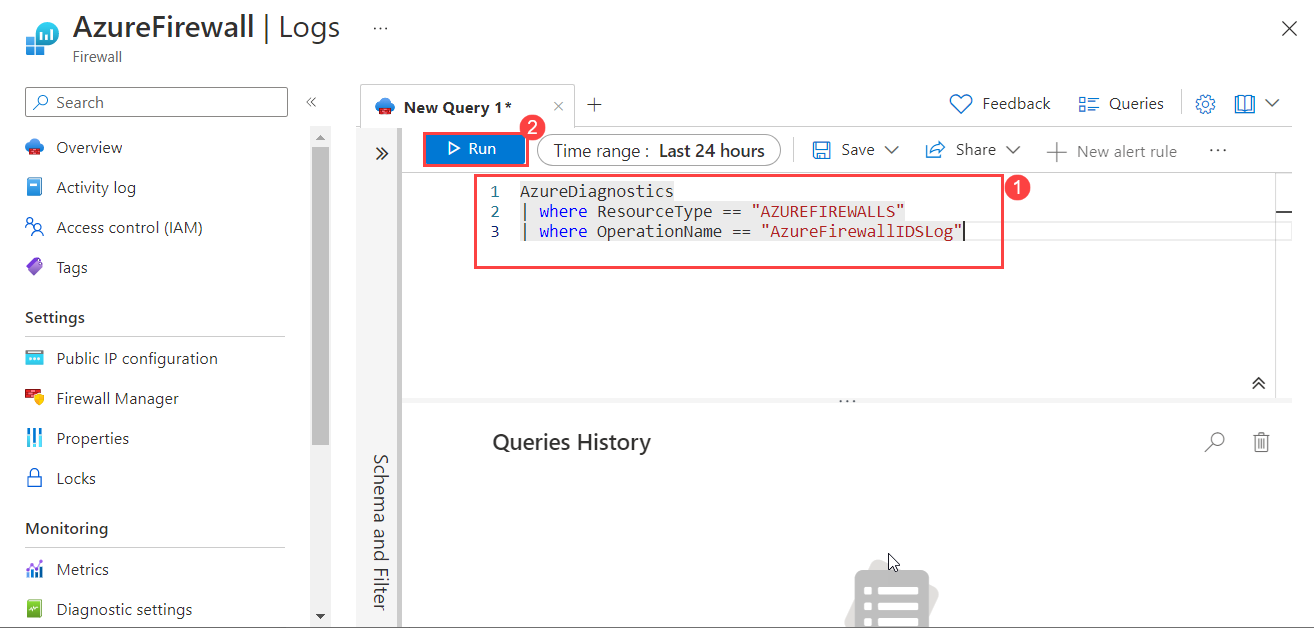 AzureFirewall | Logs
...
Firewall
Search
«
Overview
Activity log
Access control (IAM)
Tags
Settings
Public IP configuration
Firewall Manager
Properties
Locks
Monitoring
Metrics
Diagnostic settings
New Query 1*
Feedback
Queries
2
Run
Time range : Last 24 hours
Save
Share
New alert rule
...
1
1 AzureDiagnostics
2 | where ResourceType == "AZUREFIREWALLS"
3 | where OperationName == "AzureFirewallIDSLog"
Schema and Filter
Queries History